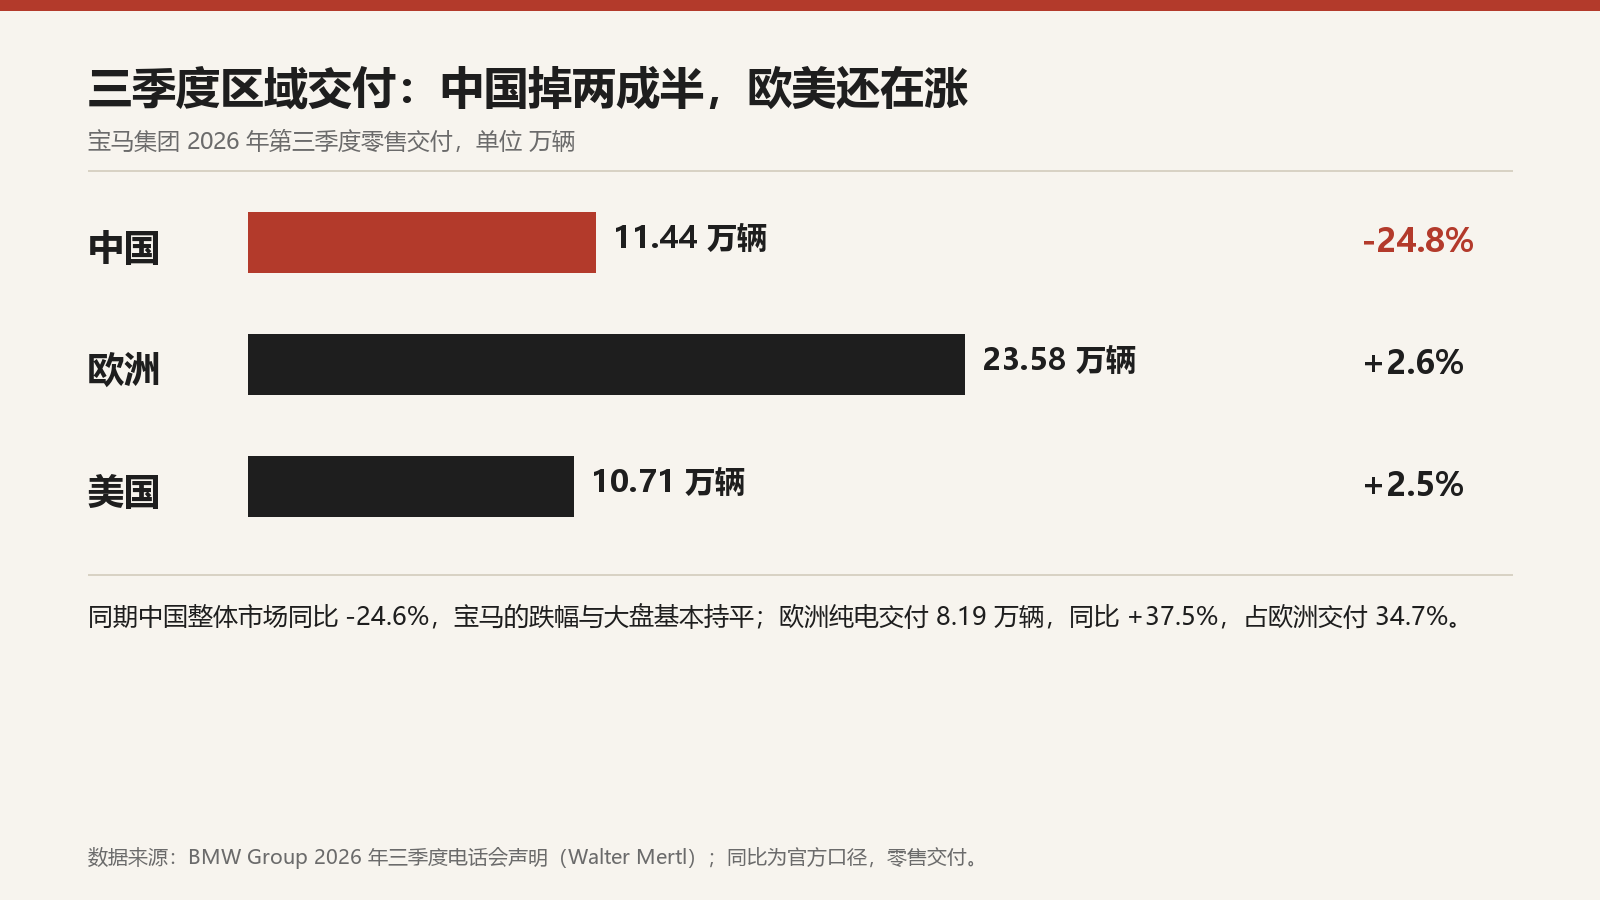 三季度区域交付：中国掉两成半，欧美还在涨
宝马集团 2026 年第三季度零售交付，单位 万辆
中国 11.44 万辆 -24.8%
欧洲 23.58 万辆 +2.6%
美国 10.71 万辆 +2.5%
同期中国整体市场同比 -24.6%，宝马的跌幅与大盘基本持平；欧洲纯电交付 8.19 万辆，同比 +37.5%，占欧洲交付 34.7%。
数据来源：BMW Group 2026 年三季度电话会声明（Walter Mertl）；同比为官方口径，零售交付。